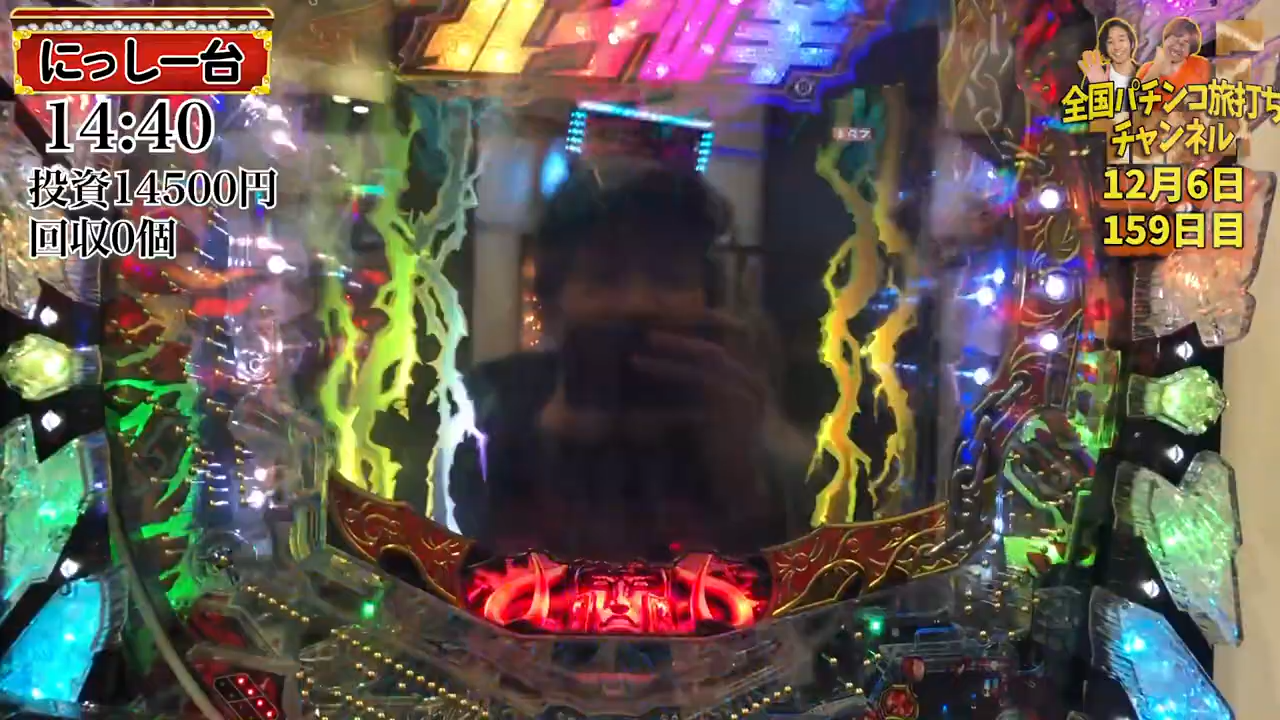 にっしー台
14:40
投資14500円
回収0個
全国パチンコ旅打ち
チャンネル
12月6日
159日目